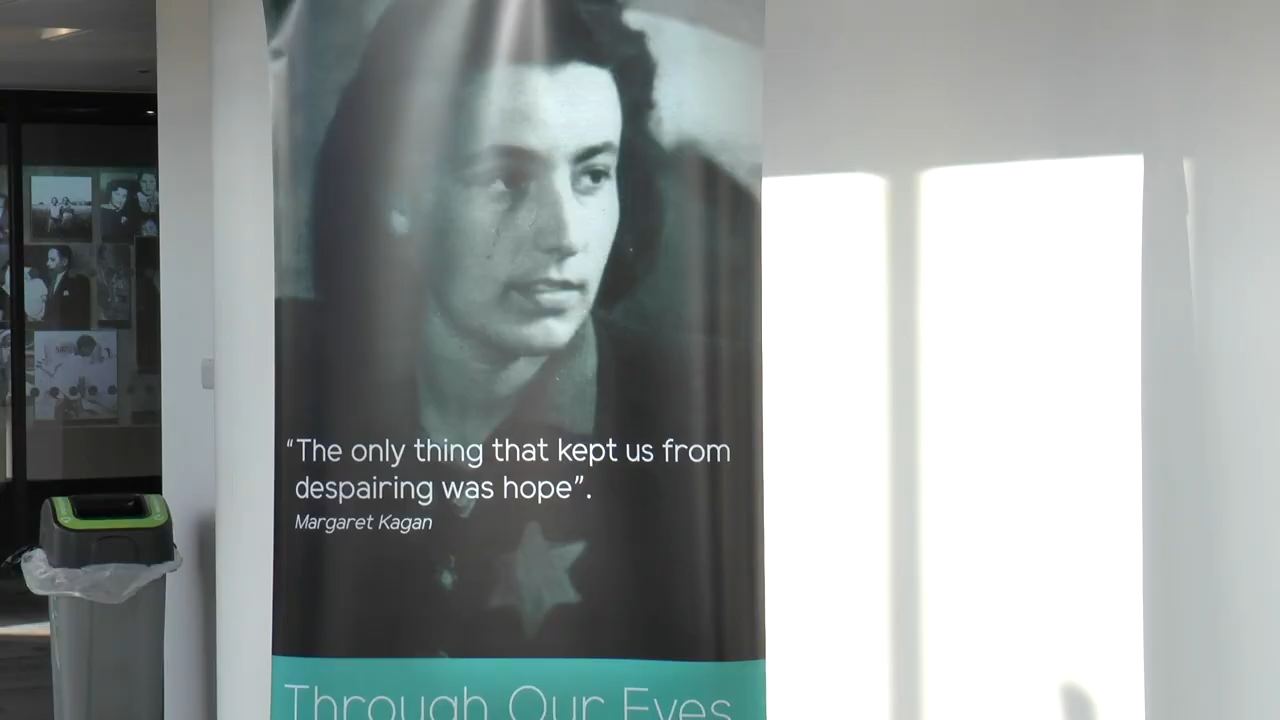 “The only thing that kept us from
despairing was hope”.
Margaret Kagan
Through Our Eyes